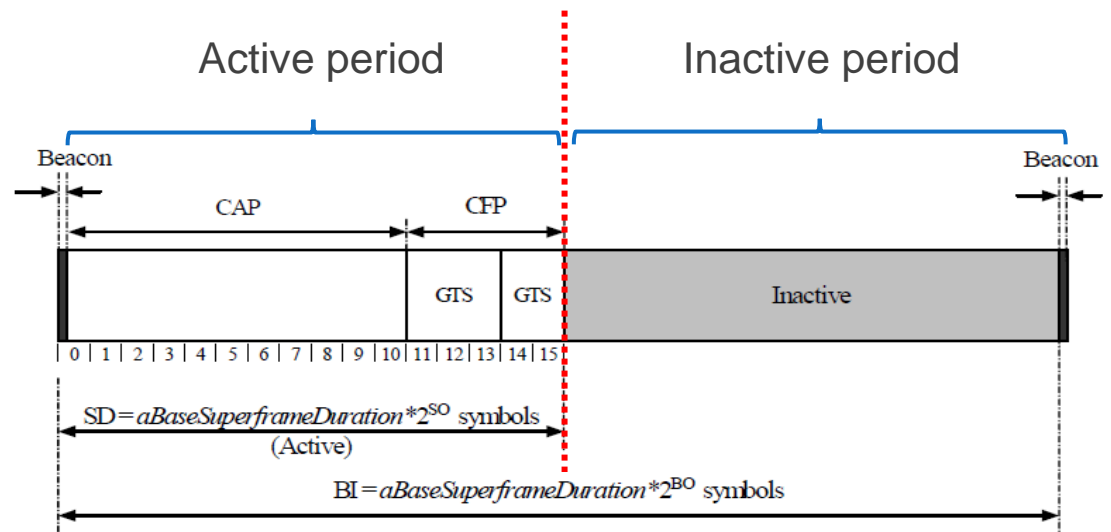 Active period Inactive period
Beacon Beacon
CAP CFP
GTS GTS Inactive
0 1 2 3 4 5 6 7 8 9 10 11 12 13 14 15
SD = aBaseSuperframeDuration*2^SO symbols
(Active)
BI = aBaseSuperframeDuration*2^BO symbols